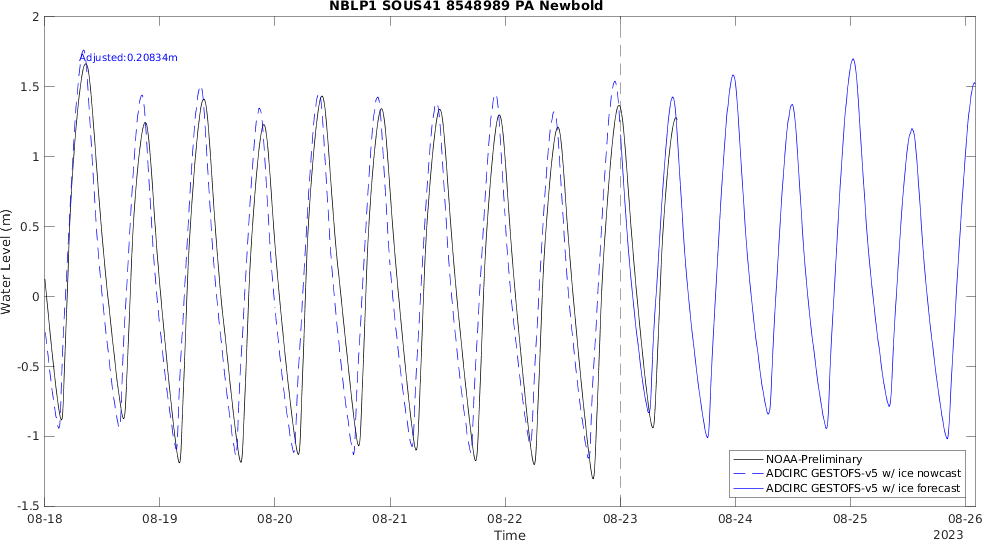 NBLP1 SOUS41 8548989 PA Newbold
Adjusted:0.20834m
2
1.5
1
0.5
0
-0.5
-1
-1.5
Water Level (m)
NOAA-Preliminary
ADCIRC GESTOFS-v5 w/ ice nowcast
ADCIRC GESTOFS-v5 w/ ice forecast
08-18 08-19 08-20 08-21 08-22 08-23 08-24 08-25 08-26
Time
2023